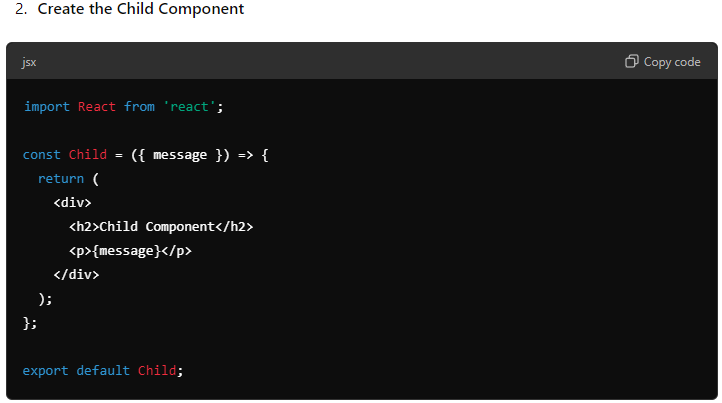 2. Create the Child Component
jsx
Copy code
import React from 'react';
const Child = ({ message }) => {
return (
<div>
<h2>Child Component</h2>
<p>{message}</p>
</div>
);
};
export default Child;